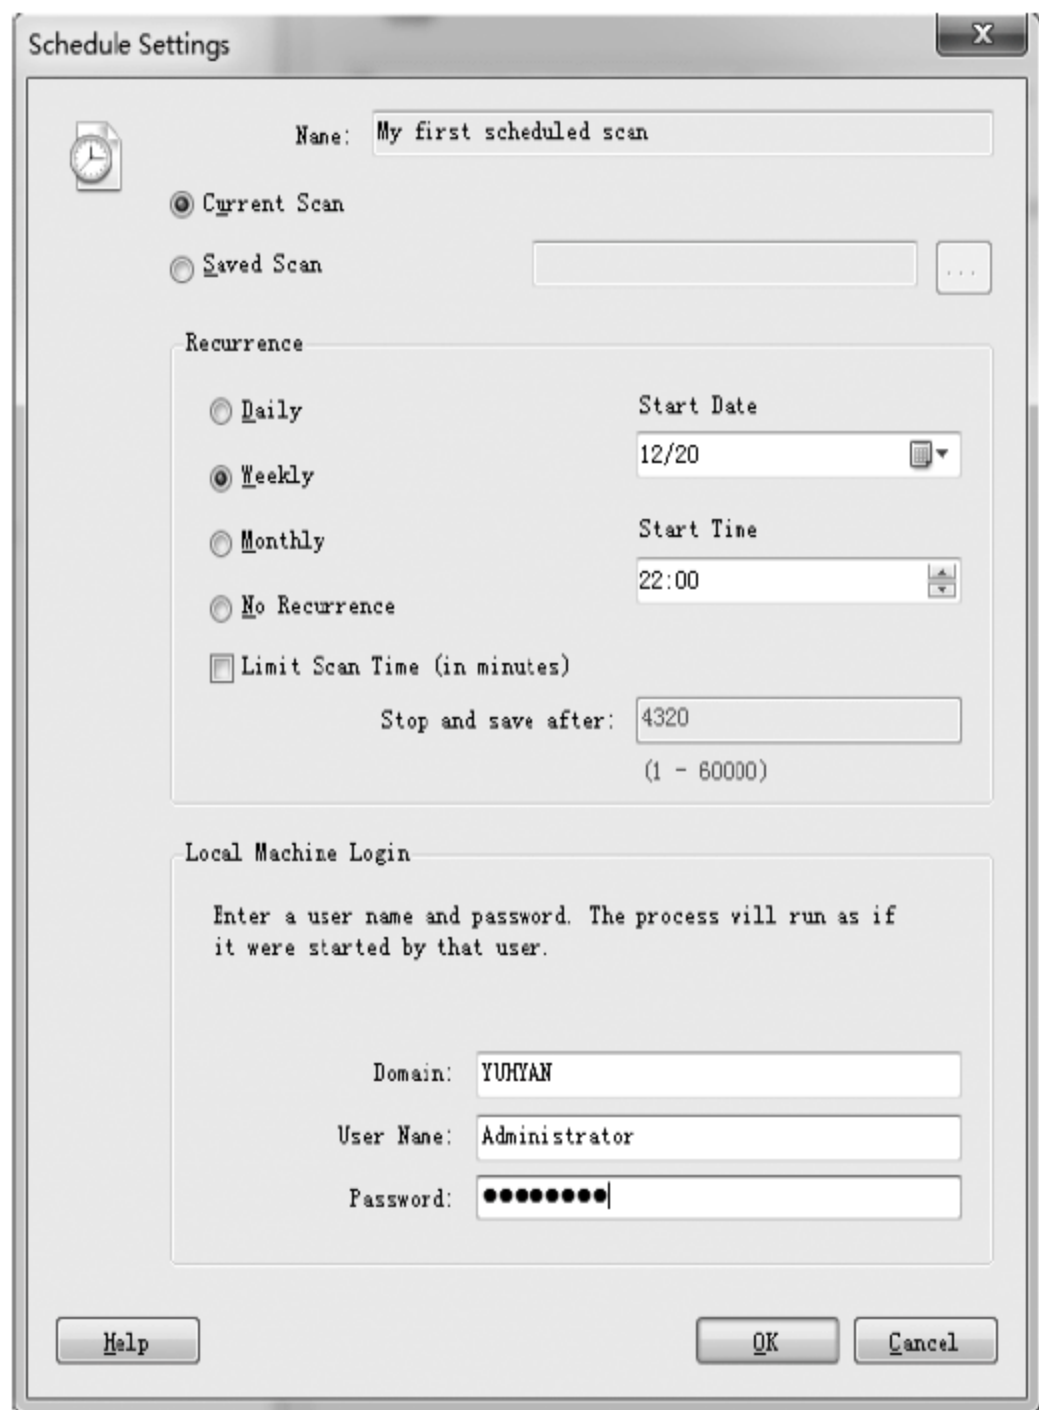 Schedule Settings
X
Name: My first scheduled scan
Current Scan
Saved Scan ...
Recurrence
Daily
Start Date
12/20
Weekly
Monthly
Start Time
22:00
No Recurrence
Limit Scan Time (in minutes)
Stop and save after: 4320
(1 - 60000)
Local Machine Login
Enter a user name and password. The process will run as if
it were started by that user.
Domain: YUHYAN
User Name: Administrator
Password: ●●●●●●●●
Help OK Cancel